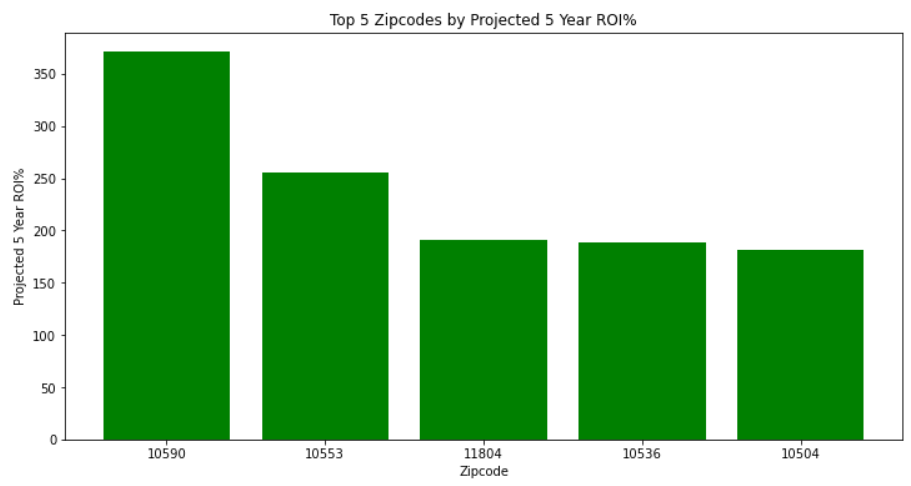 Top 5 Zipcodes by Projected 5 Year ROI%
Projected 5 Year ROI%
350
300
250
200
150
100
50
0
10590 10553 11804 10536 10504
Zipcode